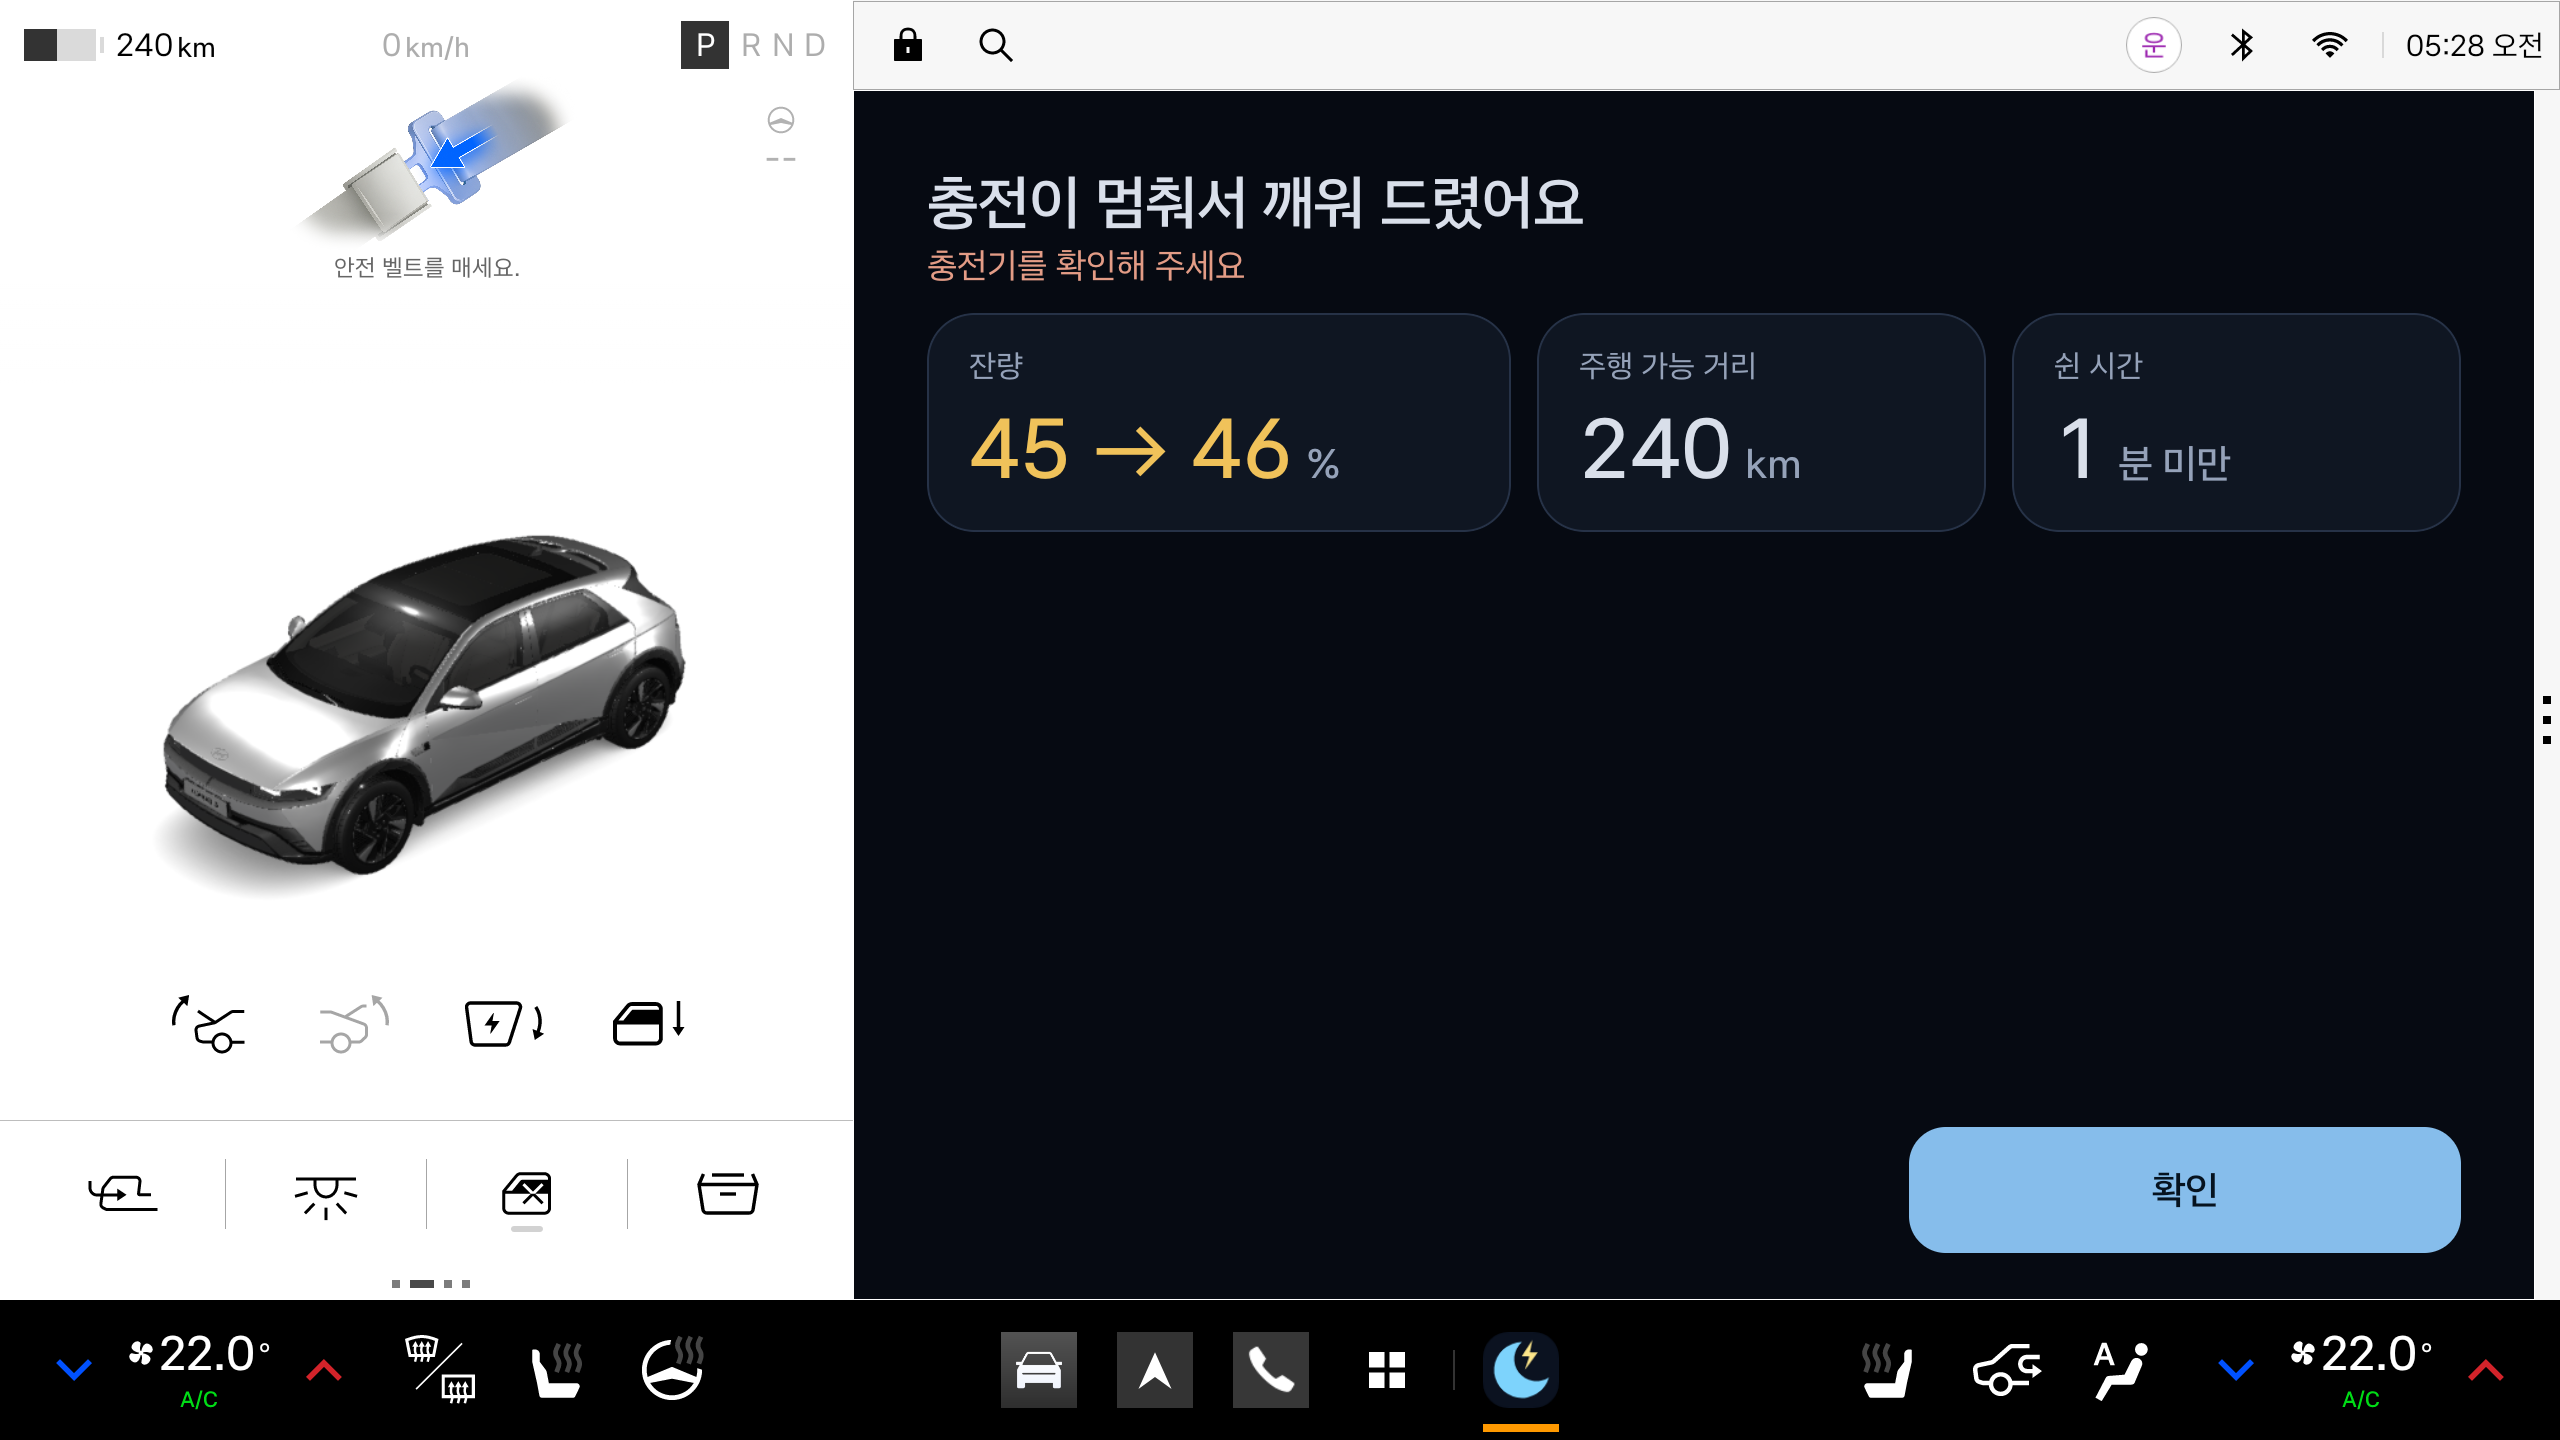 240 km
0 km/h
P R N D
안전 벨트를 매세요.
운
05:28 오전
충전이 멈춰서 깨워 드렸어요
충전기를 확인해 주세요
잔량
45 → 46 %
주행 가능 거리
240 km
쉰 시간
1 분 미만
확인
22.0°
A/C
A
22.0°
A/C